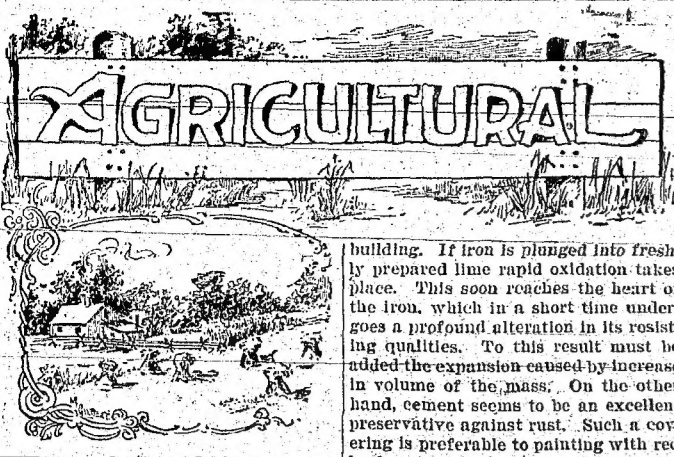 AGRICULTURAL
building. If iron is plunged into fresh
ly prepared lime rapid oxidation takes
place. This soon reaches the heart o
the iron, which in a short time under
goes a profound alteration in its resist
ing qualities. To this result must be
added the expansion caused by increase
in volume of the mass. On the other
hand, cement seems to be an excellen
preservative against rust. Such a cov
ering is preferable to painting with red